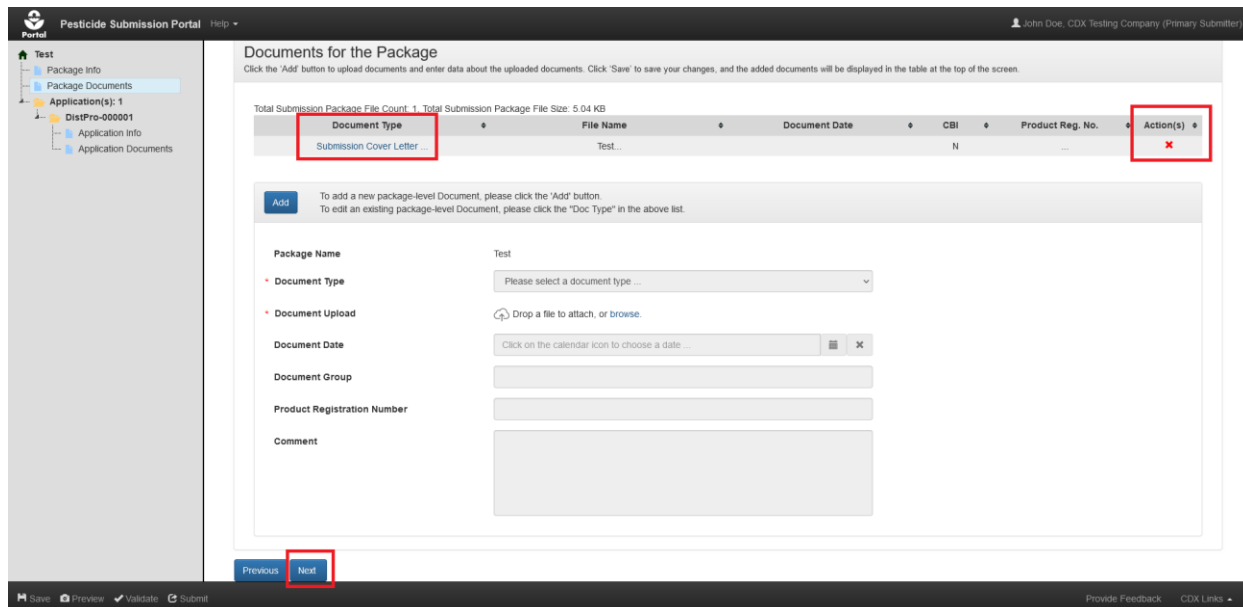 Portal
Pesticide Submission Portal Help
John Doe, CDX Testing Company (Primary Submitter)
Test
Package Info
Package Documents
Application(s): 1
DistPro-000001
Application Info
Application Documents
Documents for the Package
Click the 'Add' button to upload documents and enter data about the uploaded documents. Click 'Save' to save your changes, and the added documents will be displayed in the table at the top of the screen.
Total Submission Package File Count: 1, Total Submission Package File Size: 5.04 KB
Document Type File Name Document Date CBI Product Reg. No. Action(s)
Submission Cover Letter ... Test... N ...
Add
To add a new package-level Document, please click the 'Add' button.
To edit an existing package-level Document, please click the "Doc Type" in the above list.
Package Name Test
* Document Type Please select a document type ...
* Document Upload Drop a file to attach, or browse.
Document Date Click on the calendar icon to choose a date ...
Document Group
Product Registration Number
Comment
Previous Next
Save Preview Validate Submit
Provide Feedback CDX Links